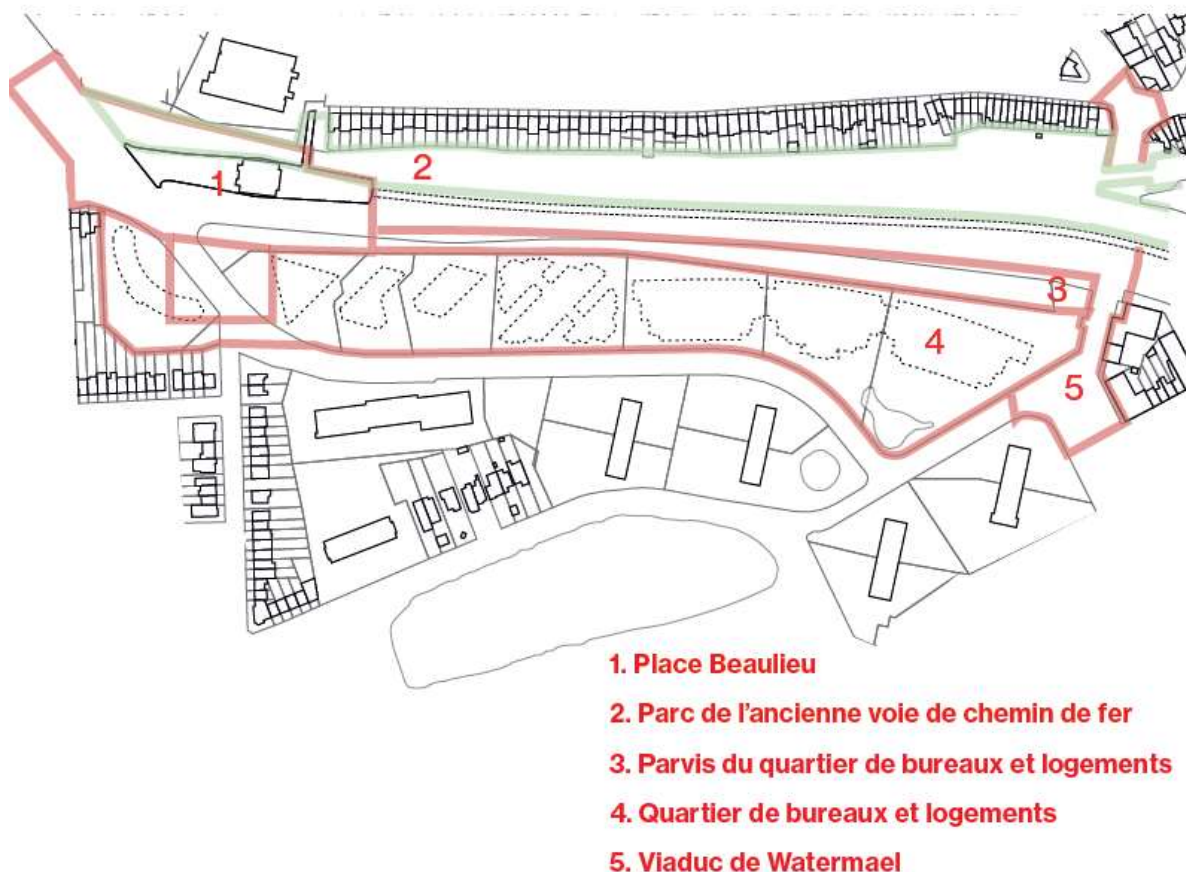 1
2
3
4
5
1. Place Beaulieu
2. Parc de l'ancienne voie de chemin de fer
3. Parvis du quartier de bureaux et logements
4. Quartier de bureaux et logements
5. Viaduc de Watermael